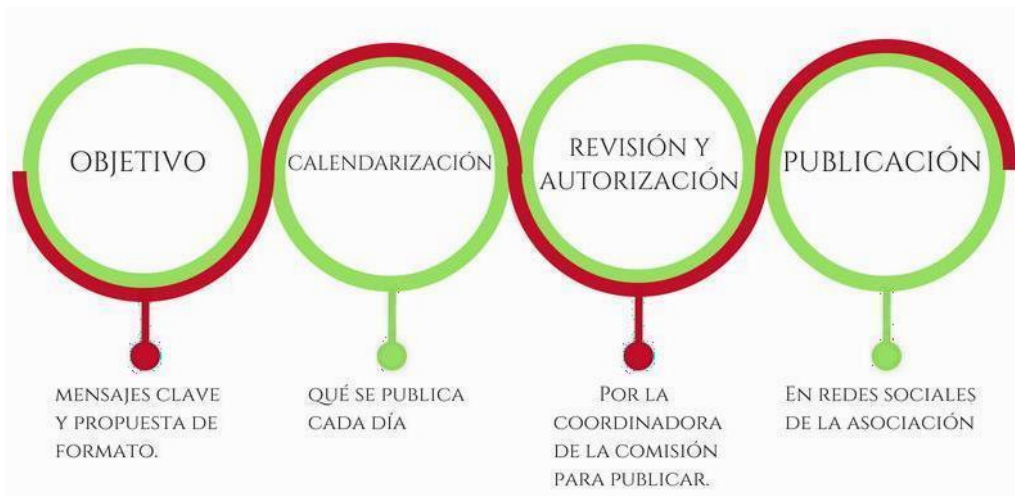 OBJETIVO
MENSAJES CLAVE
Y PROPUESTA DE
FORMATO.
CALENDARIZACIÓN
QUÉ SE PUBLICA
CADA DÍA
REVISIÓN Y
AUTORIZACIÓN
POR LA
COORDINADORA
DE LA COMISIÓN
PARA PUBLICAR.
PUBLICACIÓN
EN REDES SOCIALES
DE LA ASOCIACIÓN